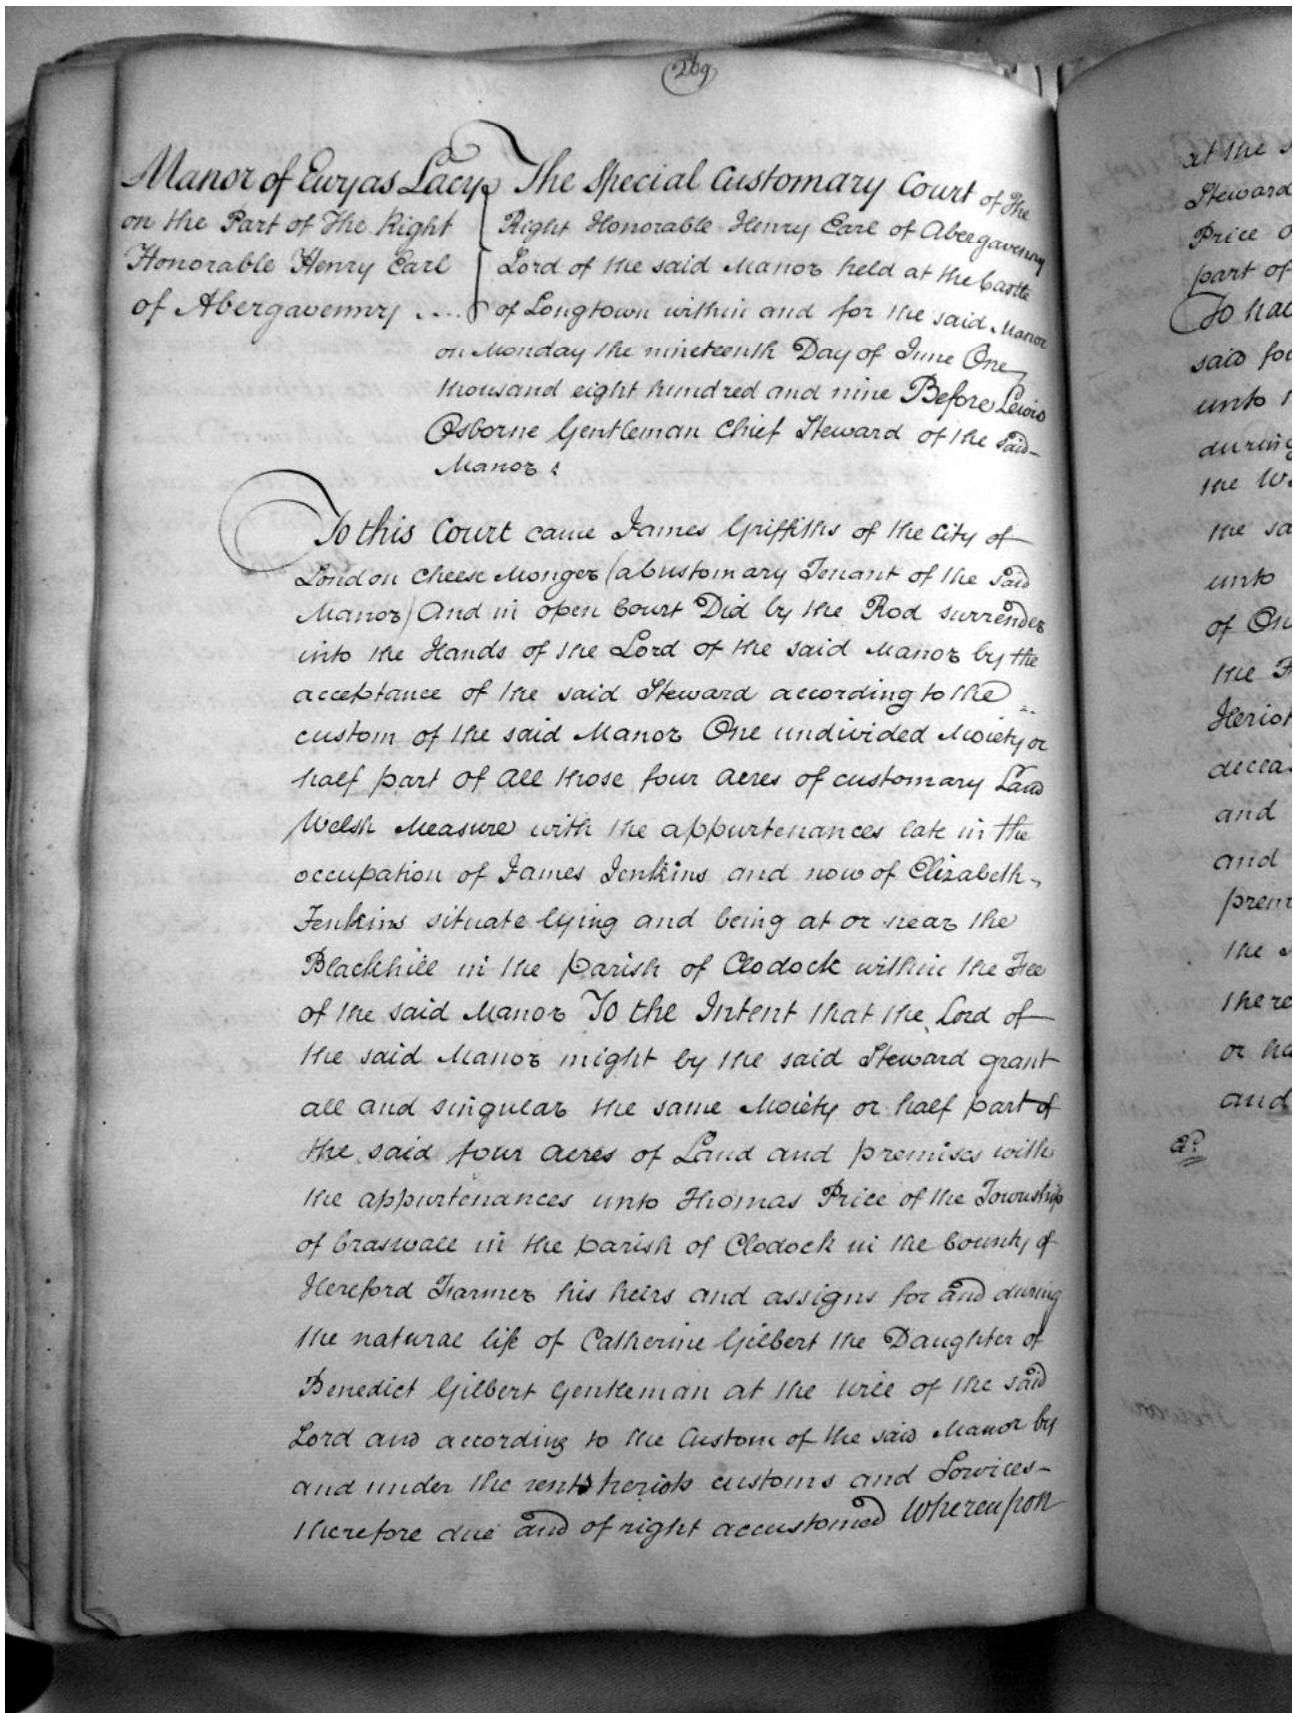 269
Manor of Ewyas Lacy
on the Part of The Right
Honorable Henry Earl
of Abergavenny ....
The Special Customary Court of The
Right Honorable Henry Earl of Abergavenny
Lord of the said Manor held at the Castle
of Longtown within and for the said Manor
on Monday the nineteenth Day of June One
thousand eight hundred and nine Before Lewis
Osborne Gentleman Chief Steward of the said
Manor :
To this Court came James Griffiths of the City of
London Cheese Monger (a Customary Tenant of the said
Manor) And in open Court Did by the Rod surrender
into the Hands of the Lord of the said Manor by the
acceptance of the said Steward according to the
custom of the said Manor One undivided Moiety or
half part of all those four acres of customary Land
Welsh Measure with the appurtenances late in the
occupation of James Jenkins and now of Elizabeth
Jenkins situate lying and being at or near the
Blackhill in the parish of Clodock within the Fee
of the said Manor To the Intent that the Lord of
the said Manor might by the said Steward grant
all and singular the same Moiety or half part of
the said four acres of Land and premises with
the appurtenances unto Thomas Price of the Township
of Craswall in the parish of Clodock in the County of
Hereford Farmer his heirs and assigns for and during
the natural life of Catherine Gilbert the Daughter of
Benedict Gilbert Gentleman at the will of the said
Lord and according to the Custom of the said Manor by
and under the rents heriots customs and Services
therefore due and of right accustomed Whereupon
at the
Steward
Price
part of
To
said
unto
during
the
the
unto
of
the
Heriot
and
and
the
there
or
and